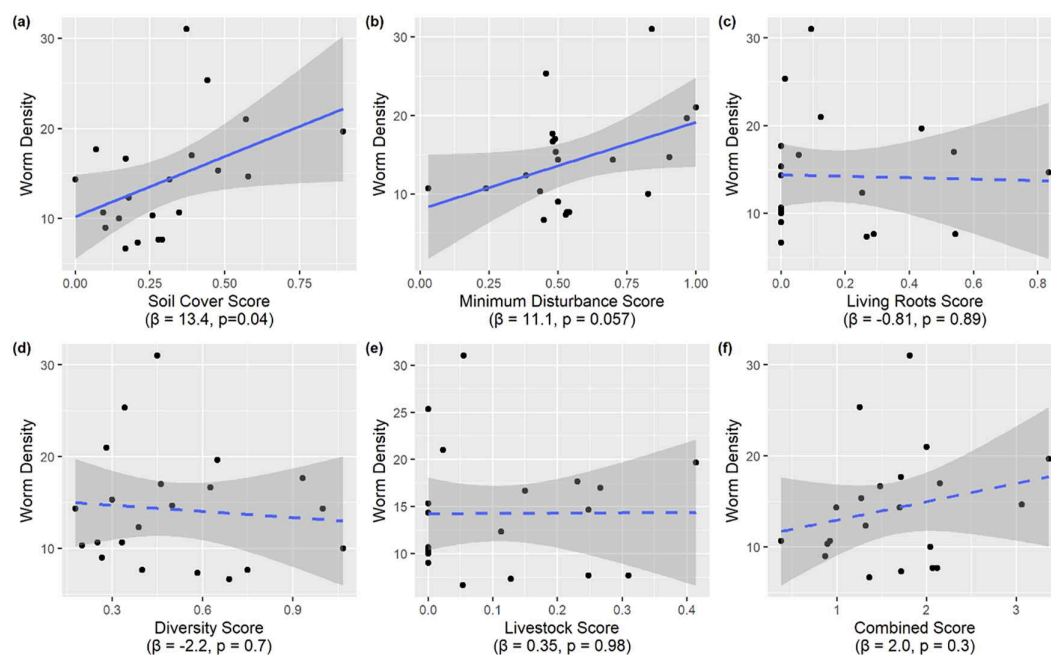 (a)
30
20
10
Worm Density
0.00 0.25 0.50 0.75
Soil Cover Score
(β = 13.4, p=0.04)
(b)
30
20
10
Worm Density
0.00 0.25 0.50 0.75 1.00
Minimum Disturbance Score
(β = 11.1, p = 0.057)
(c)
30
20
10
Worm Density
0.0 0.2 0.4 0.6 0.8
Living Roots Score
(β = -0.81, p = 0.89)
(d)
30
20
10
Worm Density
0.3 0.6 0.9
Diversity Score
(β = -2.2, p = 0.7)
(e)
30
25
20
15
10
Worm Density
0.0 0.1 0.2 0.3 0.4
Livestock Score
(β = 0.35, p = 0.98)
(f)
30
20
10
Worm Density
1 2 3
Combined Score
(β = 2.0, p = 0.3)